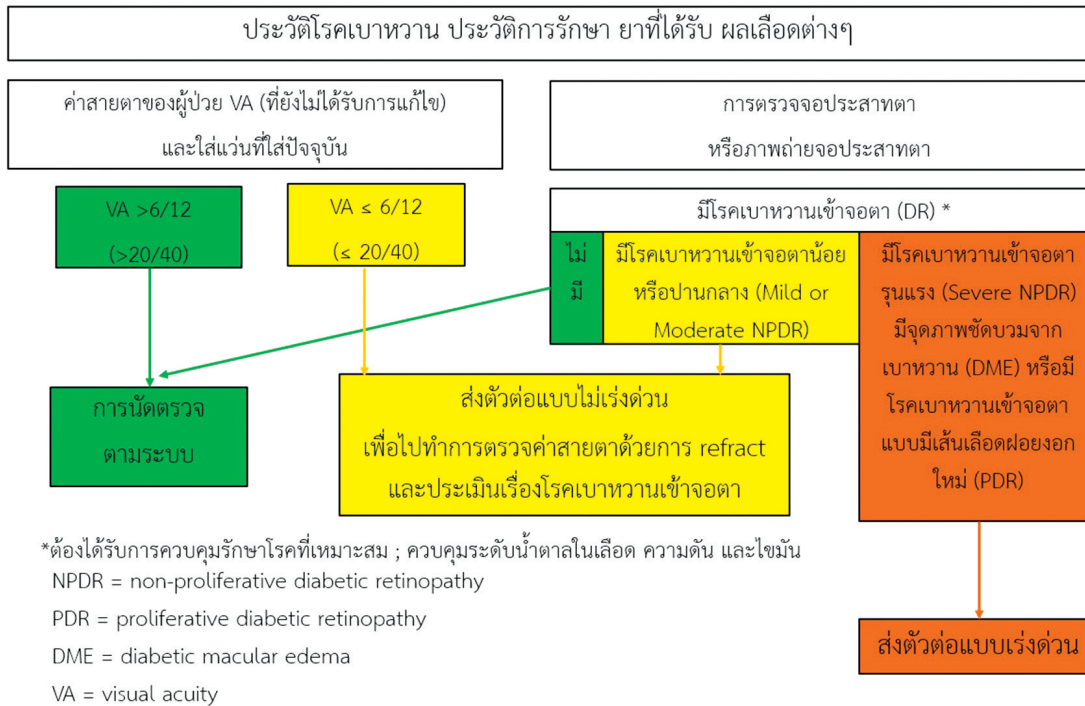 ประวัติโรคเบาหวาน ประวัติการรักษา ยาที่ได้รับ ผลเลือดต่างๆ
ค่าสายตาของผู้ป่วย VA (ที่ยังไม่ได้รับการแก้ไข)
และใส่แว่นที่ใส่ปัจจุบัน
การตรวจจอประสาทตา
หรือภาพถ่ายจอประสาทตา
VA >6/12
(>20/40)
VA ≤ 6/12
(≤ 20/40)
มีโรคเบาหวานเข้าจอตา (DR) *
ไม่
มี
มีโรคเบาหวานเข้าจอตาน้อย
หรือปานกลาง (Mild or
Moderate NPDR)
มีโรคเบาหวานเข้าจอตา
รุนแรง (Severe NPDR)
มีจุดภาพชัดบวมจาก
เบาหวาน (DME) หรือมี
โรคเบาหวานเข้าจอตา
แบบมีเส้นเลือดฝอยงอก
ใหม่ (PDR)
การนัดตรวจ
ตามระบบ
ส่งตัวต่อแบบไม่เร่งด่วน
เพื่อไปทำการตรวจค่าสายตาด้วยการ refract
และประเมินเรื่องโรคเบาหวานเข้าจอตา
ส่งตัวต่อแบบเร่งด่วน
*ต้องได้รับการควบคุมรักษาโรคที่เหมาะสม ; ควบคุมระดับน้ำตาลในเลือด ความดัน และไขมัน
NPDR = non-proliferative diabetic retinopathy
PDR = proliferative diabetic retinopathy
DME = diabetic macular edema
VA = visual acuity